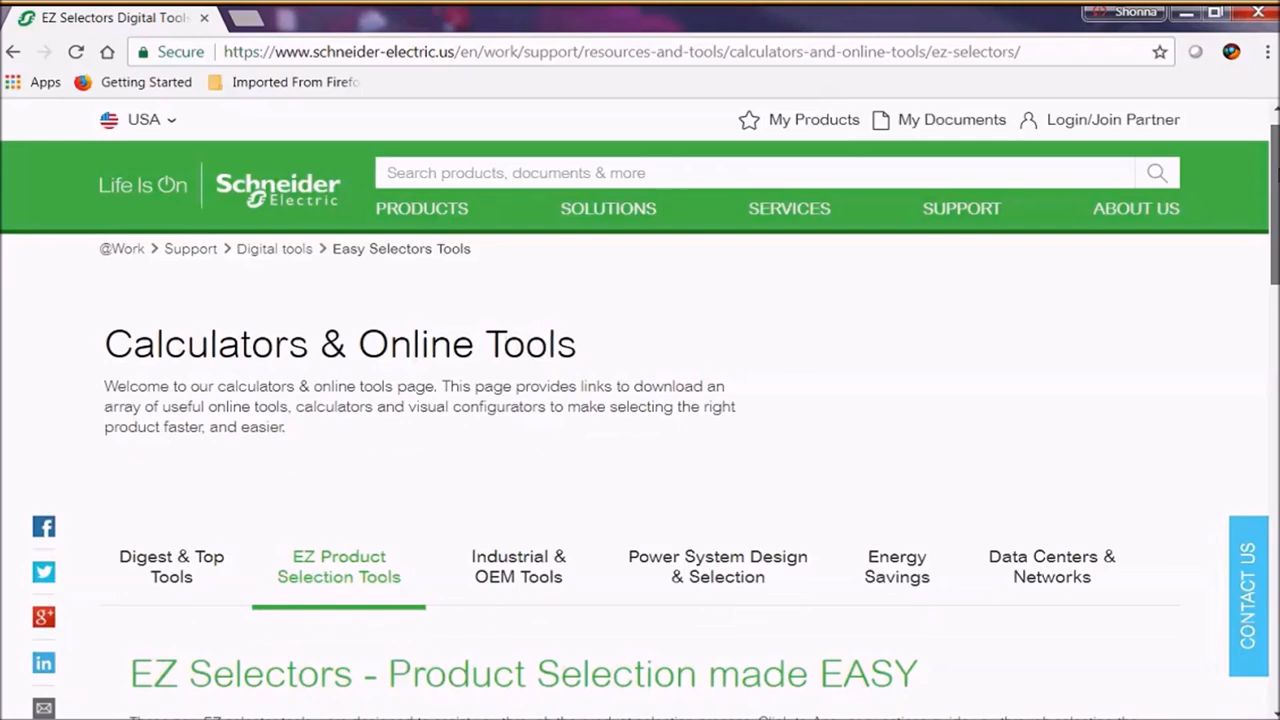 EZ Selectors Digital Tools
Shonna
Secure
https://www.schneider-electric.us/en/work/support/resources-and-tools/calculators-and-online-tools/ez-selectors/
Apps Getting Started Imported From Firefo
USA
My Products My Documents Login/Join Partner
Life Is On
Schneider
Electric
Search products, documents & more
PRODUCTS SOLUTIONS SERVICES SUPPORT ABOUT US
@Work > Support > Digital tools > Easy Selectors Tools
Calculators & Online Tools
Welcome to our calculators & online tools page. This page provides links to download an
array of useful online tools, calculators and visual configurators to make selecting the right
product faster, and easier.
Digest & Top
Tools
EZ Product
Selection Tools
Industrial &
OEM Tools
Power System Design
& Selection
Energy
Savings
Data Centers &
Networks
f
g+
in
CONTACT US
EZ Selectors - Product Selection made EASY